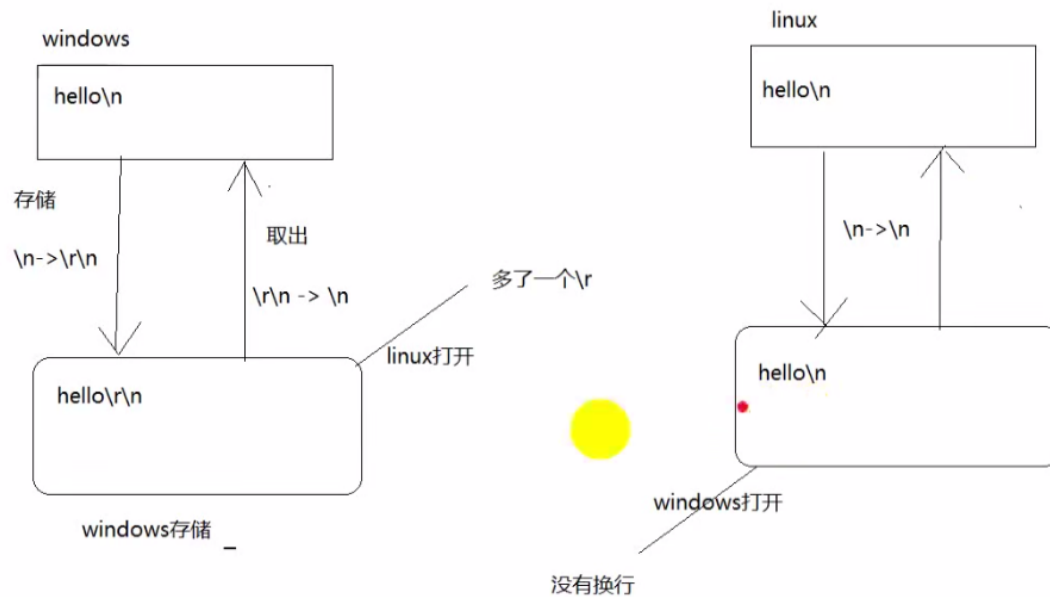 windows
hello\n
存储
\n->\r\n
取出
\r\n -> \n
多了一个\r
linux打开
hello\r\n
windows存储
linux
hello\n
\n->\n
hello\n
windows打开
没有换行